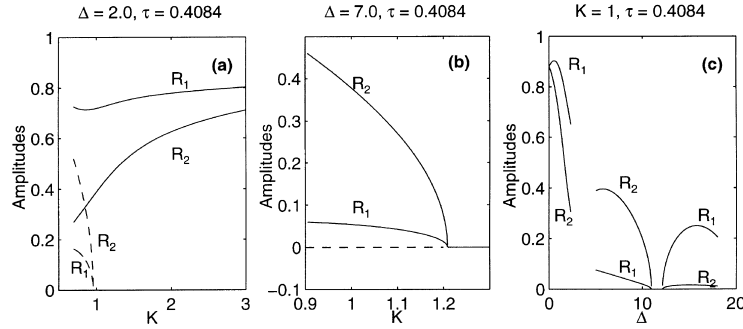 Δ = 2.0, τ = 0.4084
Δ = 7.0, τ = 0.4084
K = 1, τ = 0.4084
(a)
R1
R2
R2
R1
Amplitudes
1
0.8
0.6
0.4
0.2
0
1
2
3
K
(b)
R2
R1
Amplitudes
0.4
0.3
0.2
0.1
0
−0.1
0.9
1
1.1
1.2
K
(c)
R1
R2
R2
R1
R1
R2
Amplitudes
1
0.8
0.6
0.4
0.2
0
0
10
20
Δ